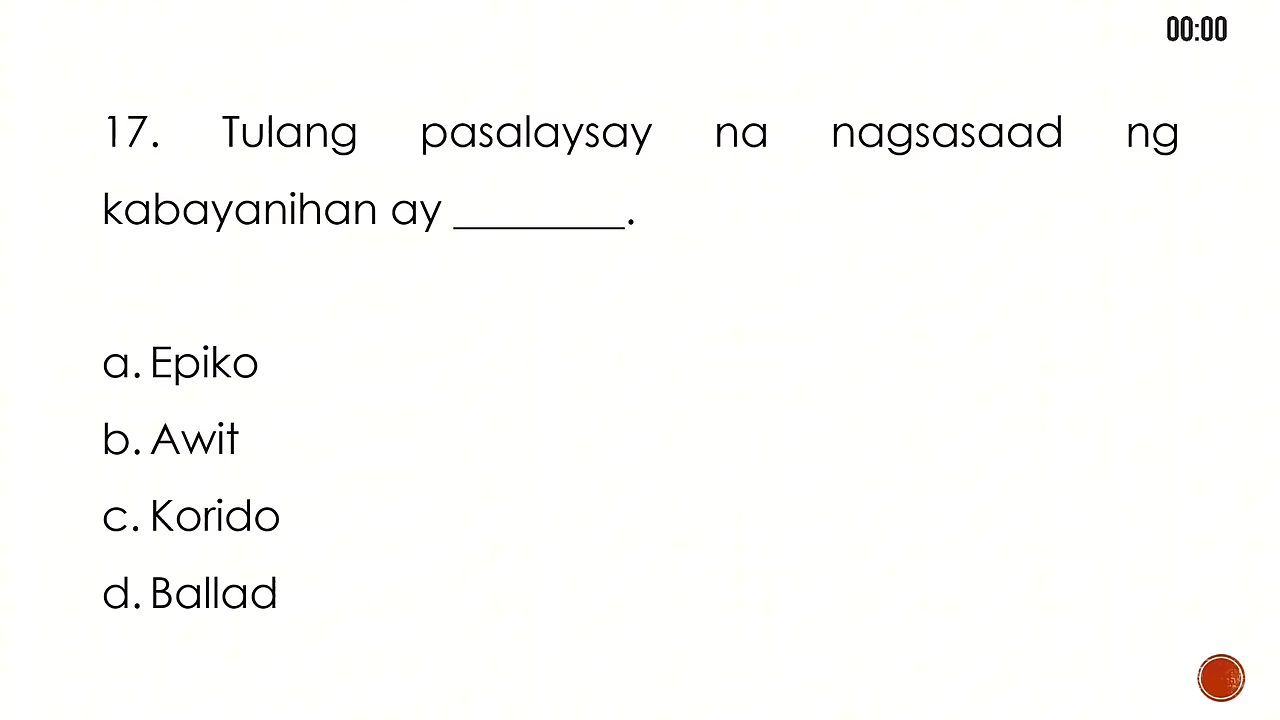 00:00
17. Tulang pasalaysay na nagsasaad ng
kabayanihan ay ________.
a. Epiko
b. Awit
c. Korido
d. Ballad